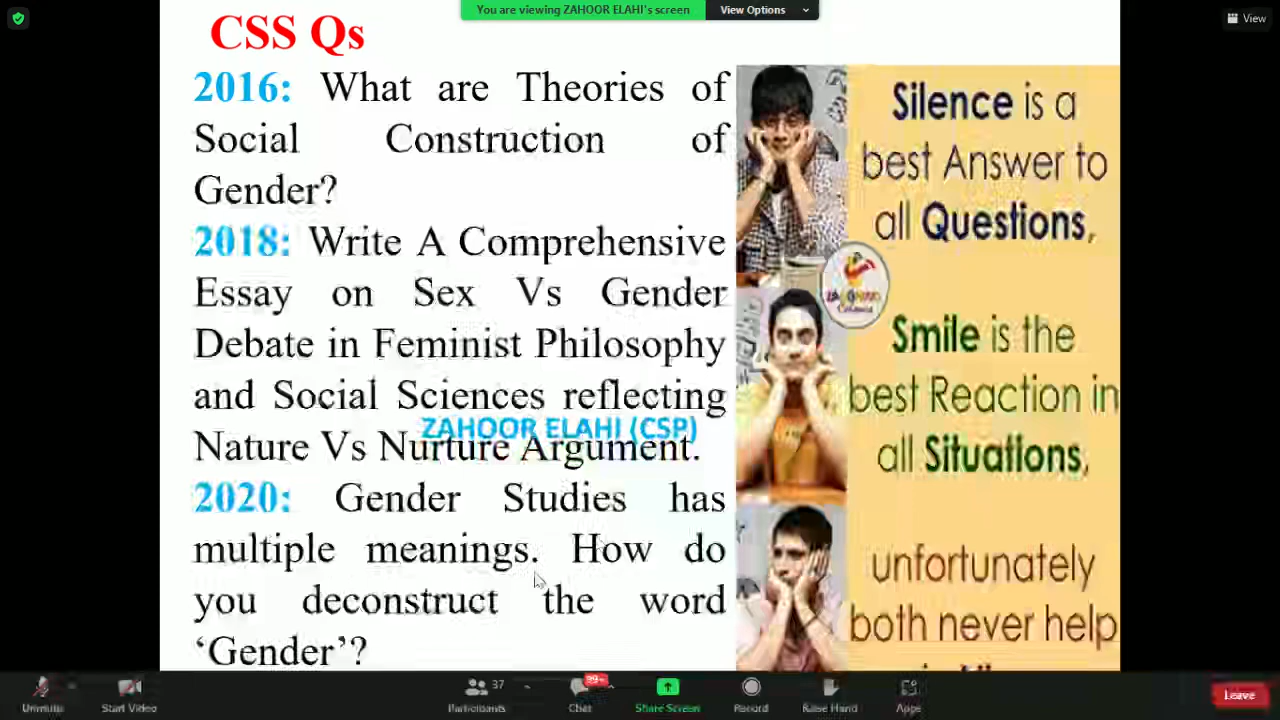 You are viewing ZAHOOR ELAHI's screen
View Options
View
CSS Qs
2016: What are Theories of
Social Construction of
Gender?
2018: Write A Comprehensive
Essay on Sex Vs Gender
Debate in Feminist Philosophy
and Social Sciences reflecting
Nature Vs Nurture Argument.
ZAHOOR ELAHI (CSP)
2020: Gender Studies has
multiple meanings. How do
you deconstruct the word
‘Gender’?
Silence is a
best Answer to
all Questions,
Smile is the
best Reaction in
all Situations,
unfortunately
both never help
Unmute
Start Video
37
Participants
99+
Chat
Share Screen
Record
Raise Hand
Apps
Leave